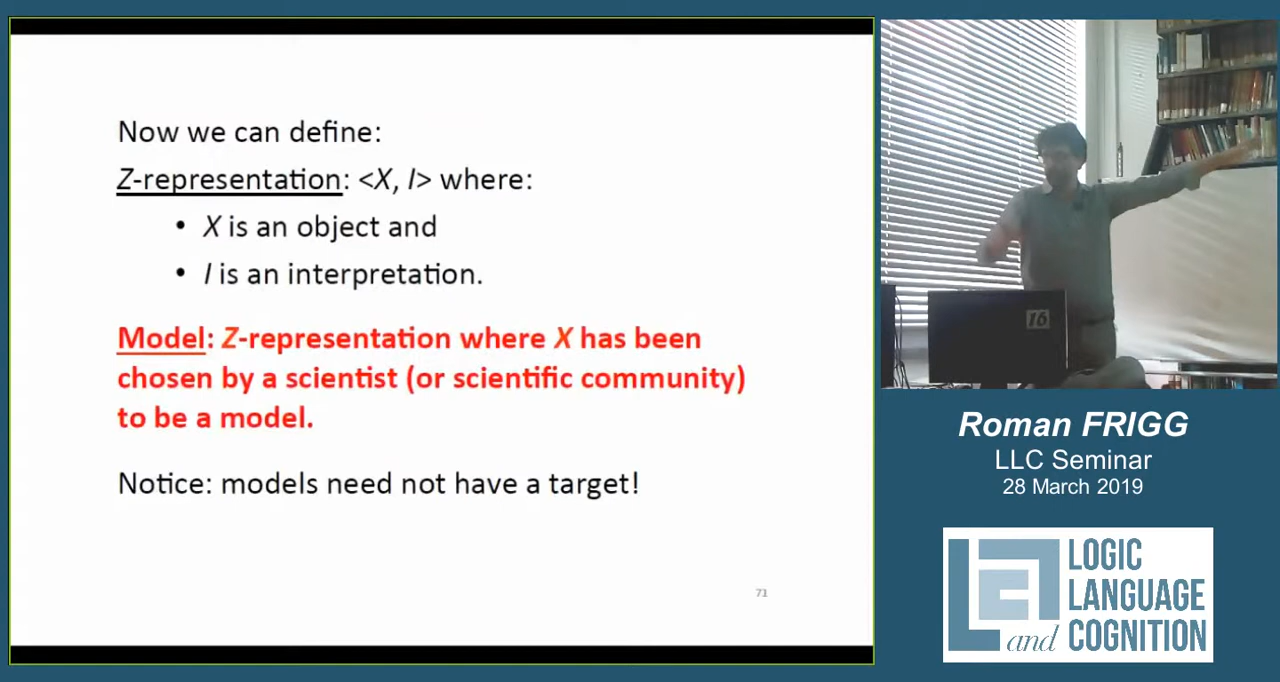 Now we can define:
Z-representation: <X, I> where:
• X is an object and
• I is an interpretation.
Model: Z-representation where X has been
chosen by a scientist (or scientific community)
to be a model.
Notice: models need not have a target!
71
16
Roman FRIGG
LLC Seminar
28 March 2019
LOGIC
LANGUAGE
and COGNITION